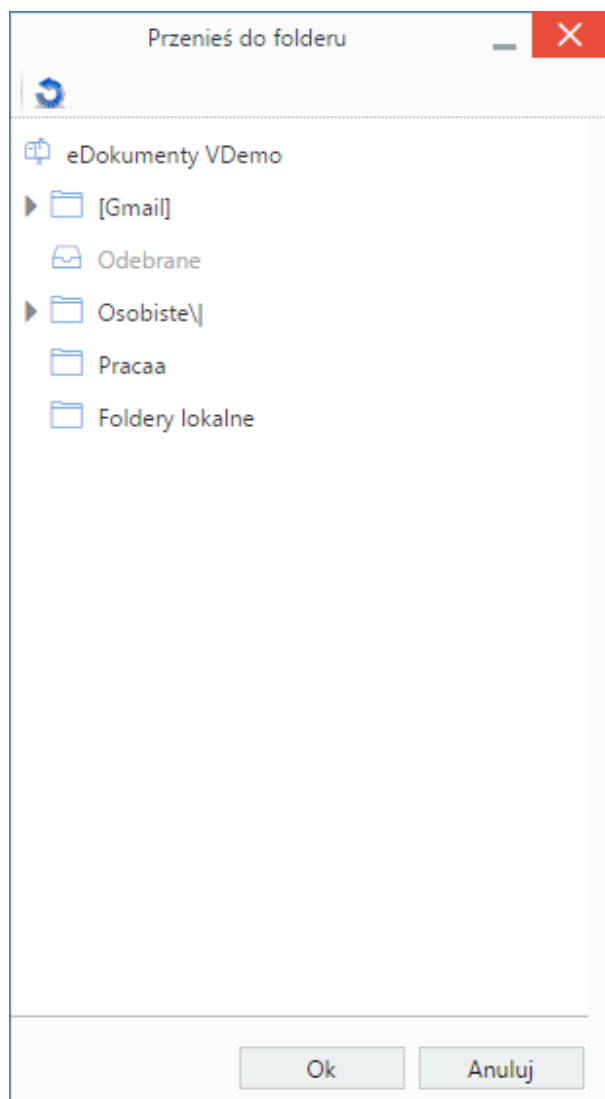 Przenieś do folderu
eDokumenty VDemo
[Gmail]
Odebrane
Osobiste\|
Pracaa
Foldery lokalne
Ok
Anuluj